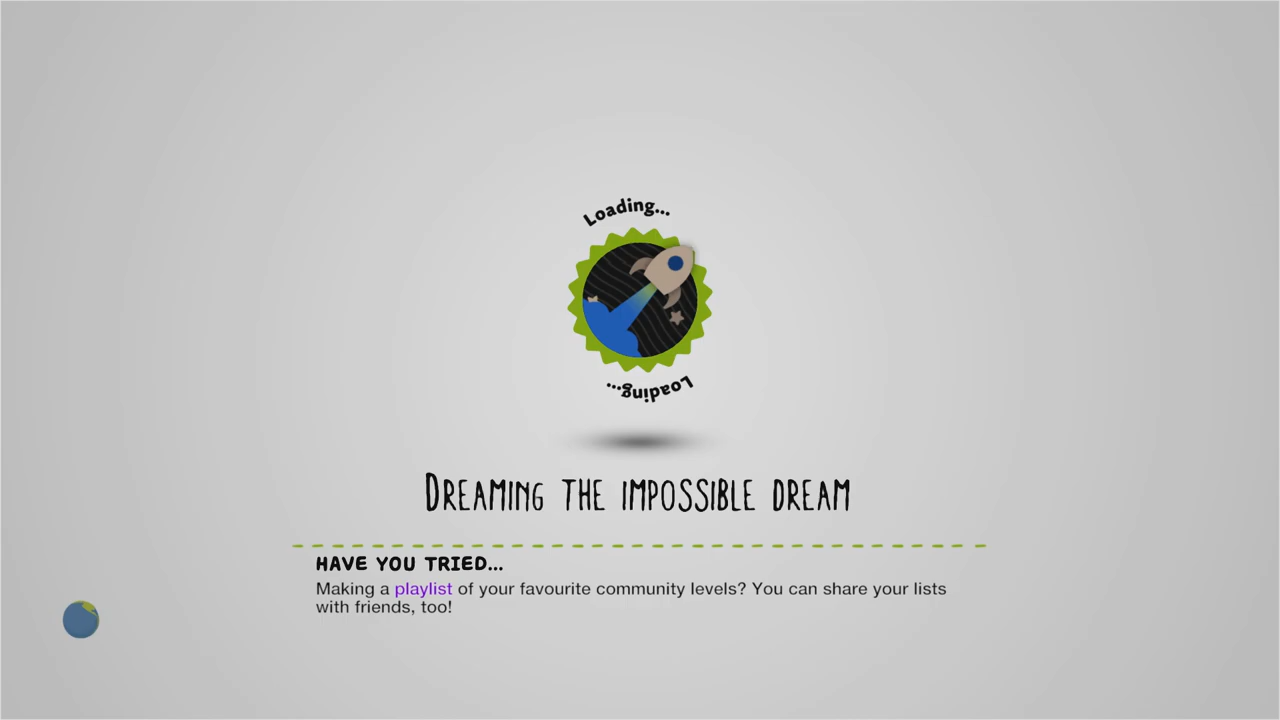 Loading...
Loading...
Dreaming the impossible dream
HAVE YOU TRIED...
Making a playlist of your favourite community levels? You can share your lists
with friends, too!